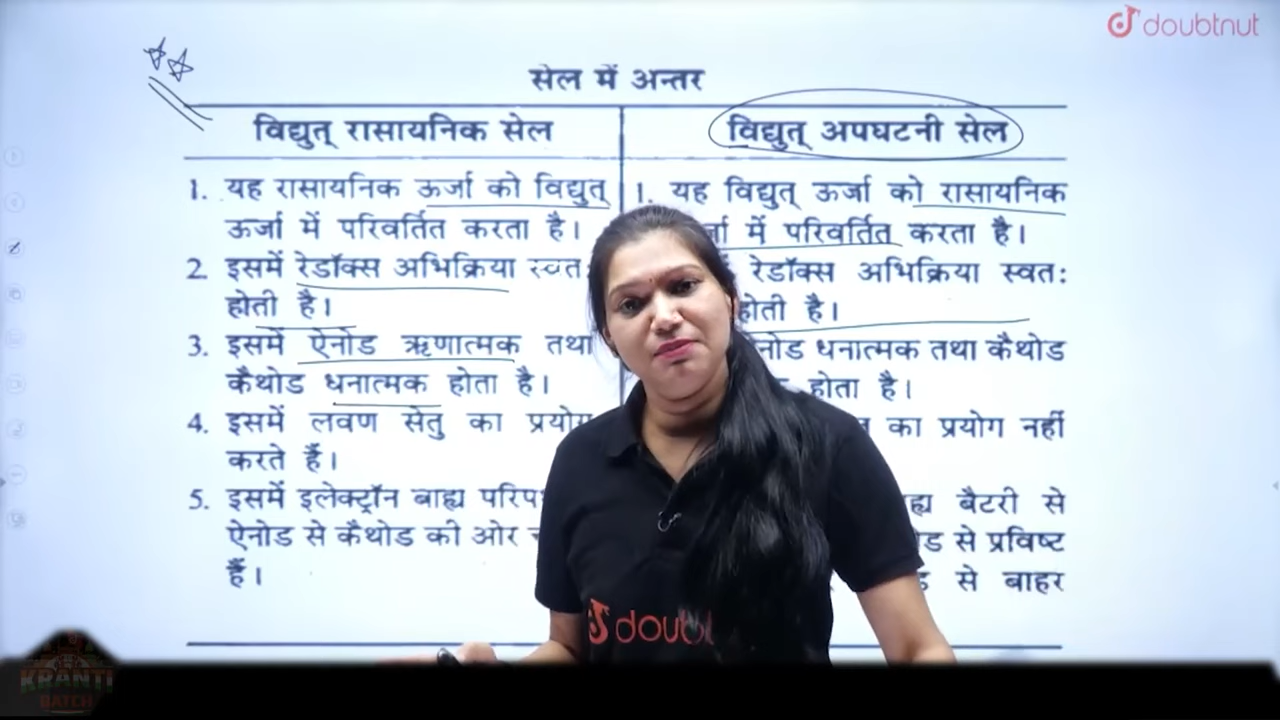 doubtnut
सेल में अन्तर
विद्युत् रासायनिक सेल
1. यह रासायनिक ऊर्जा को विद्युत्
ऊर्जा में परिवर्तित करता है।
2. इसमें रेडॉक्स अभिक्रिया स्वत:
होती है।
3. इसमें ऐनोड ऋणात्मक तथा
कैथोड धनात्मक होता है।
4. इसमें लवण सेतु का प्रयोग
करते हैं।
5. इसमें इलेक्ट्रॉन बाह्य
ऐनोड से कैथोड की ओर
हैं।
विद्युत् अपघटनी सेल
1. यह विद्युत् ऊर्जा को रासायनिक
में परिवर्तित करता है।
रेडॉक्स अभिक्रिया स्वत:
होती है।
धनात्मक तथा कैथोड
होता है।
का प्रयोग नहीं
बैटरी से
से प्रविष्ट
से बाहर
KRANTI
BATCH